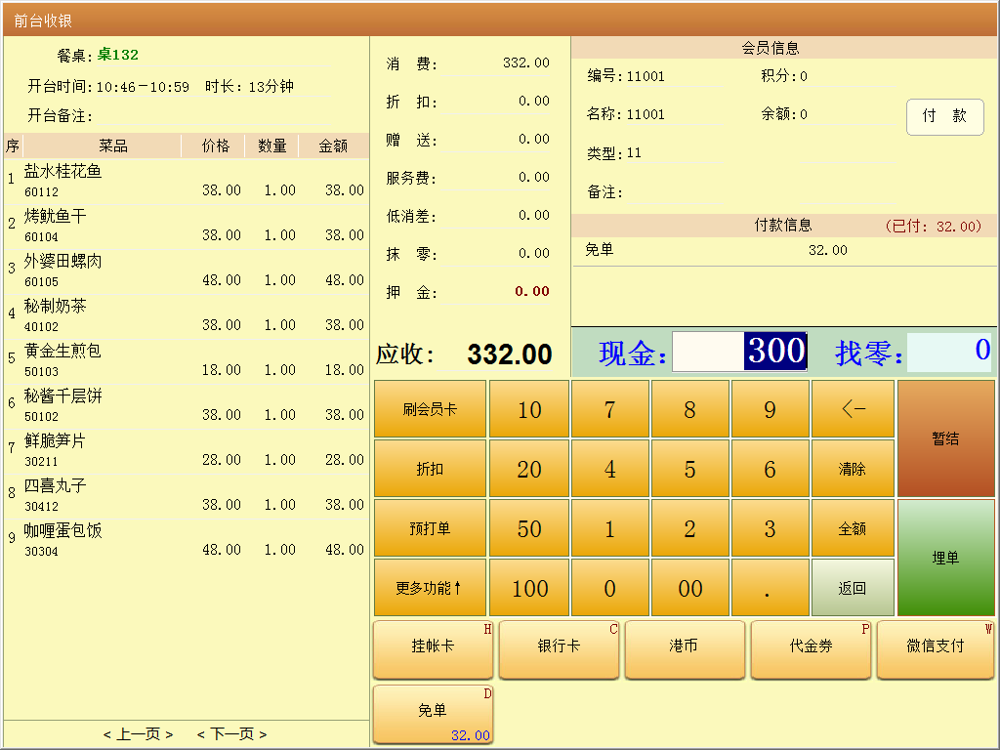 前台收银
餐桌: 桌132
开台时间: 10:46－10:59 时长: 13分钟
开台备注:
序 菜品 价格 数量 金额
1 盐水桂花鱼
60112 38.00 1.00 38.00
2 烤鱿鱼干
60104 38.00 1.00 38.00
3 外婆田螺肉
60105 48.00 1.00 48.00
4 秘制奶茶
40102 38.00 1.00 38.00
5 黄金生煎包
50103 18.00 1.00 18.00
6 秘酱千层饼
50102 38.00 1.00 38.00
7 鲜脆笋片
30211 28.00 1.00 28.00
8 四喜丸子
30412 38.00 1.00 38.00
9 咖喱蛋包饭
30304 48.00 1.00 48.00
< 上一页 > < 下一页 >
消 费: 332.00
折 扣: 0.00
赠 送: 0.00
服务费: 0.00
低消差: 0.00
抹 零: 0.00
押 金: 0.00
应收: 332.00
会员信息
编号: 11001 积分: 0
名称: 11001 余额: 0
类型: 11
备注:
付 款
付款信息 (已付: 32.00)
免单 32.00
现金: 300 找零: 0
刷会员卡 10 7 8 9 <- 暂结
折扣 20 4 5 6 清除
预打单 50 1 2 3 全额 埋单
更多功能↑ 100 0 00 . 返回
挂帐卡 H 银行卡 C 港币 代金券 P 微信支付 W
免单 D
32.00